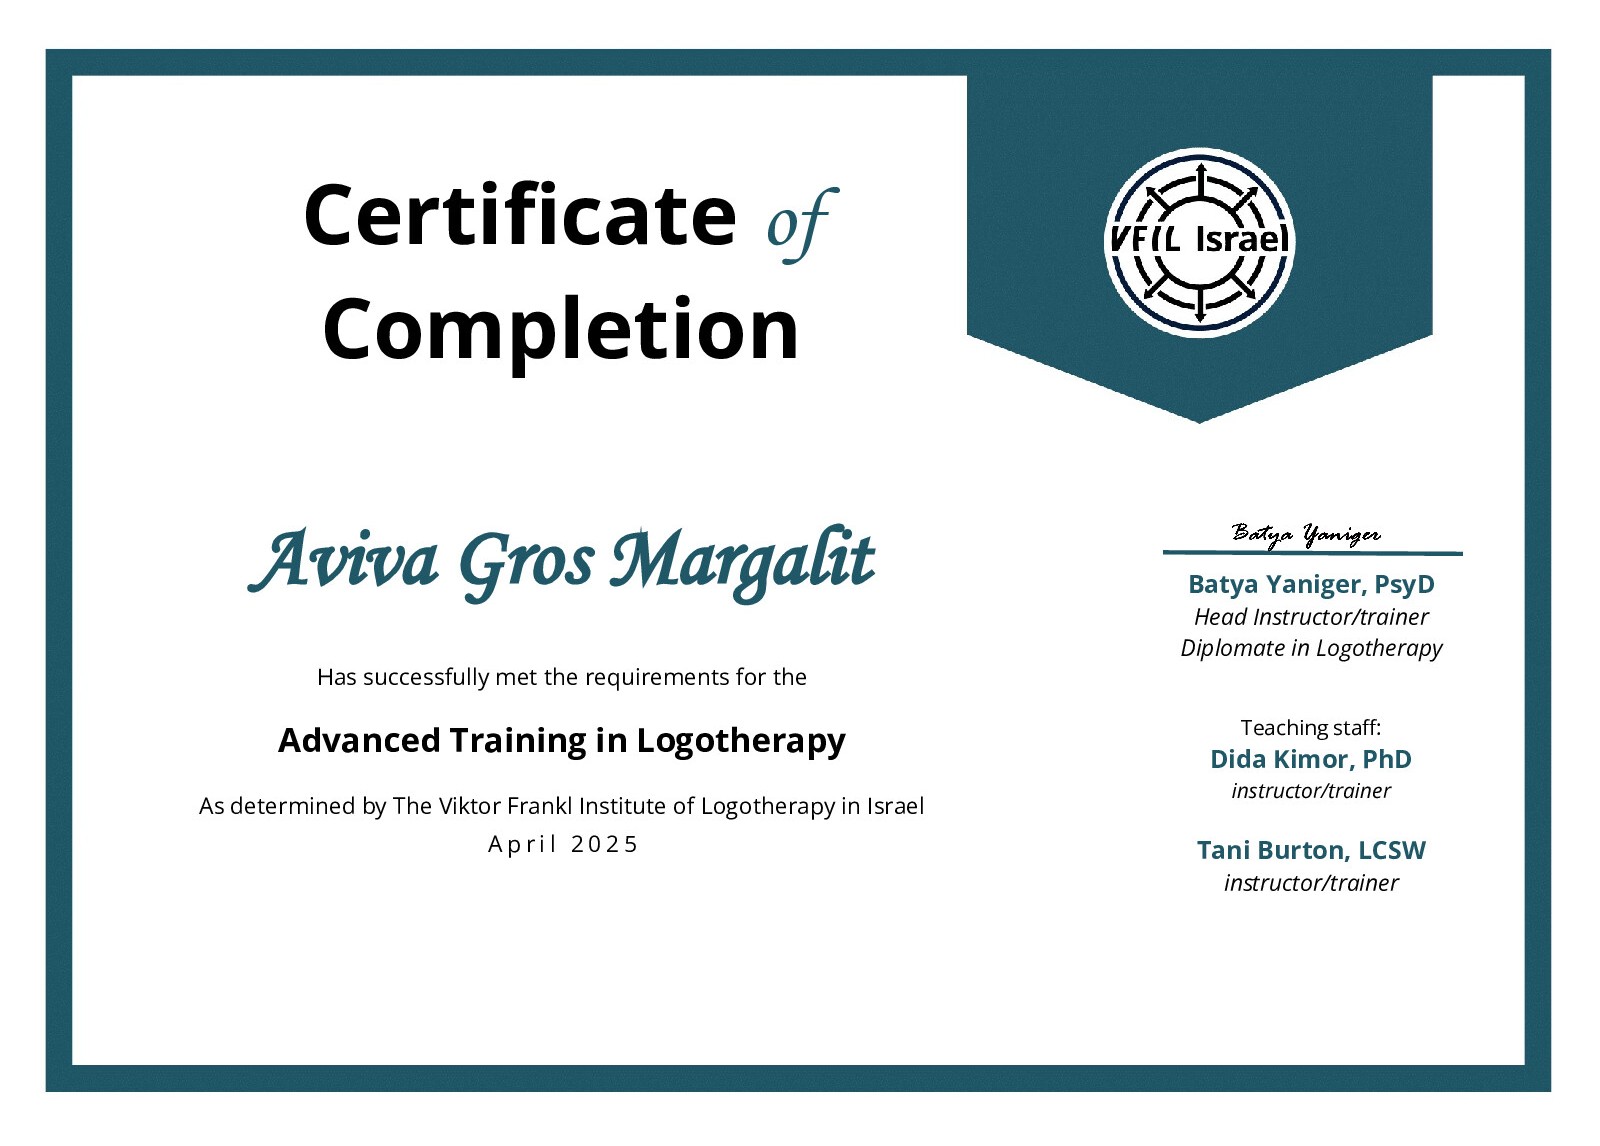 Certificate of
Completion
VFIL Israel
Aviva Gros Margalit
Has successfully met the requirements for the
Advanced Training in Logotherapy
As determined by The Viktor Frankl Institute of Logotherapy in Israel
April 2025
Batya Yaniger
Batya Yaniger, PsyD
Head Instructor/trainer
Diplomate in Logotherapy
Teaching staff:
Dida Kimor, PhD
instructor/trainer
Tani Burton, LCSW
instructor/trainer